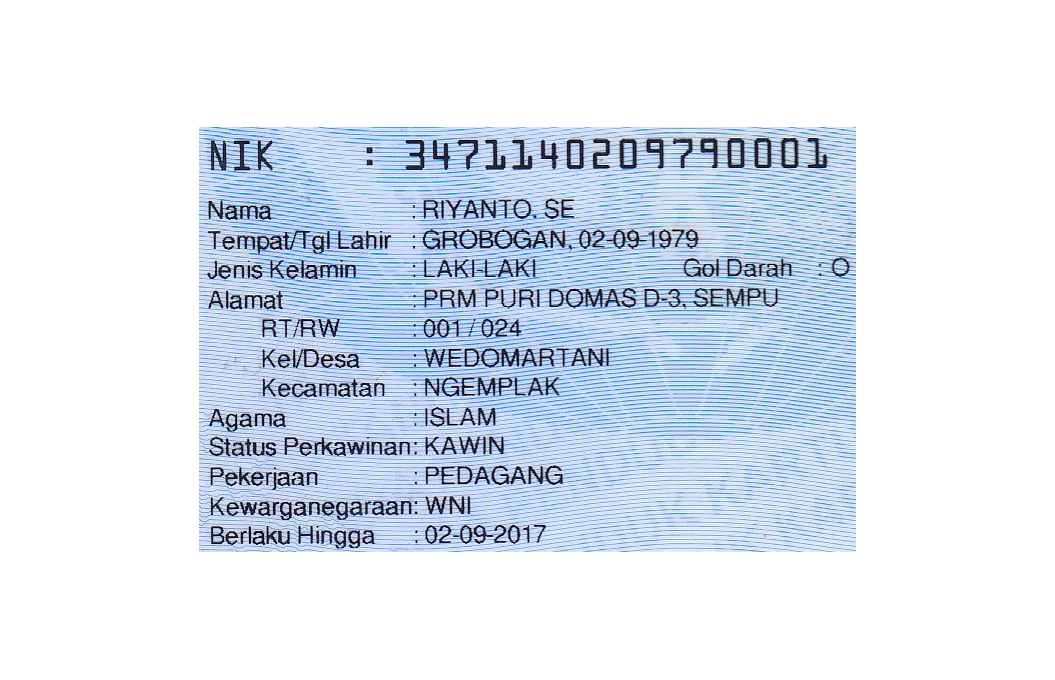 NIK : 3471140209790001
Nama : RIYANTO. SE
Tempat/Tgl Lahir : GROBOGAN, 02-09-1979
Jenis Kelamin : LAKI-LAKI Gol Darah : O
Alamat : PRM PURI DOMAS D-3, SEMPU
RT/RW : 001 / 024
Kel/Desa : WEDOMARTANI
Kecamatan : NGEMPLAK
Agama : ISLAM
Status Perkawinan: KAWIN
Pekerjaan : PEDAGANG
Kewarganegaraan: WNI
Berlaku Hingga : 02-09-2017